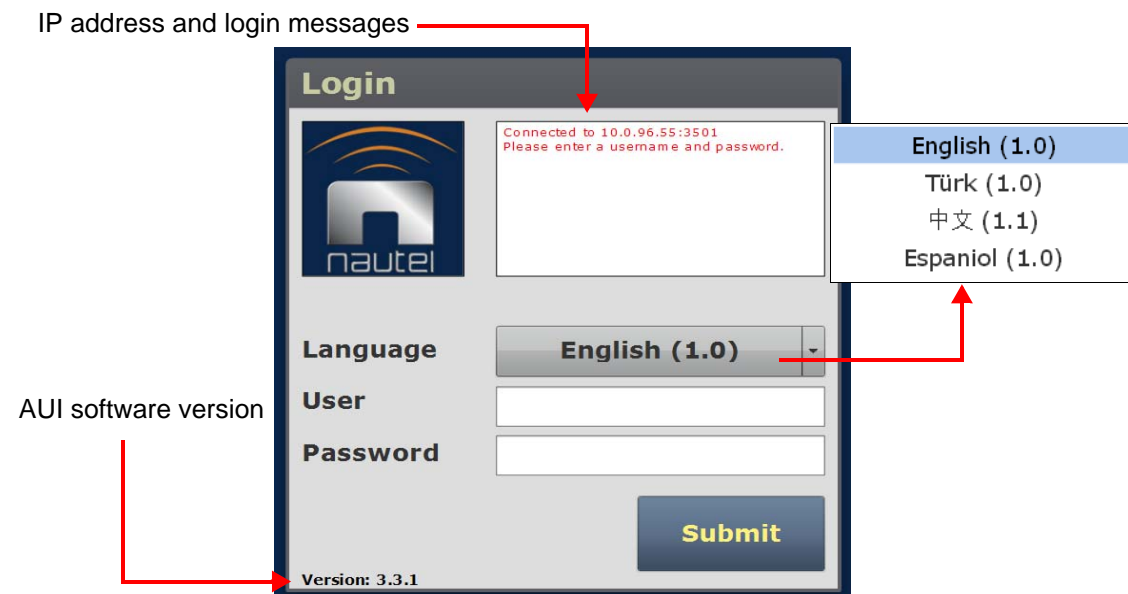 IP address and login messages
Login
Connected to 10.0.96.55:3501
Please enter a username and password.
nautel
English (1.0)
Türk (1.0)
中文 (1.1)
Espaniol (1.0)
Language
English (1.0)
AUI software version
User
Password
Submit
Version: 3.3.1